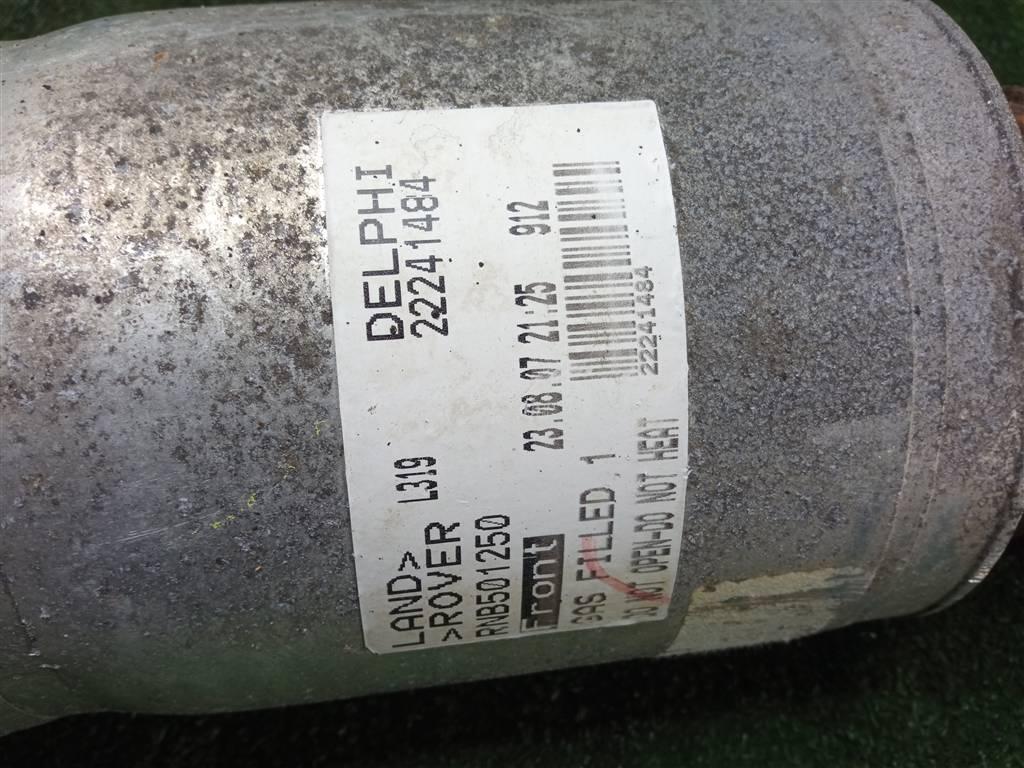 DELPHI
22241484
LAND>
>ROVER L319
RNB501250
23.08.07 21:25 912
Front
GAS FILLED,1
22241484
NOT OPEN-DO NOT HEAT